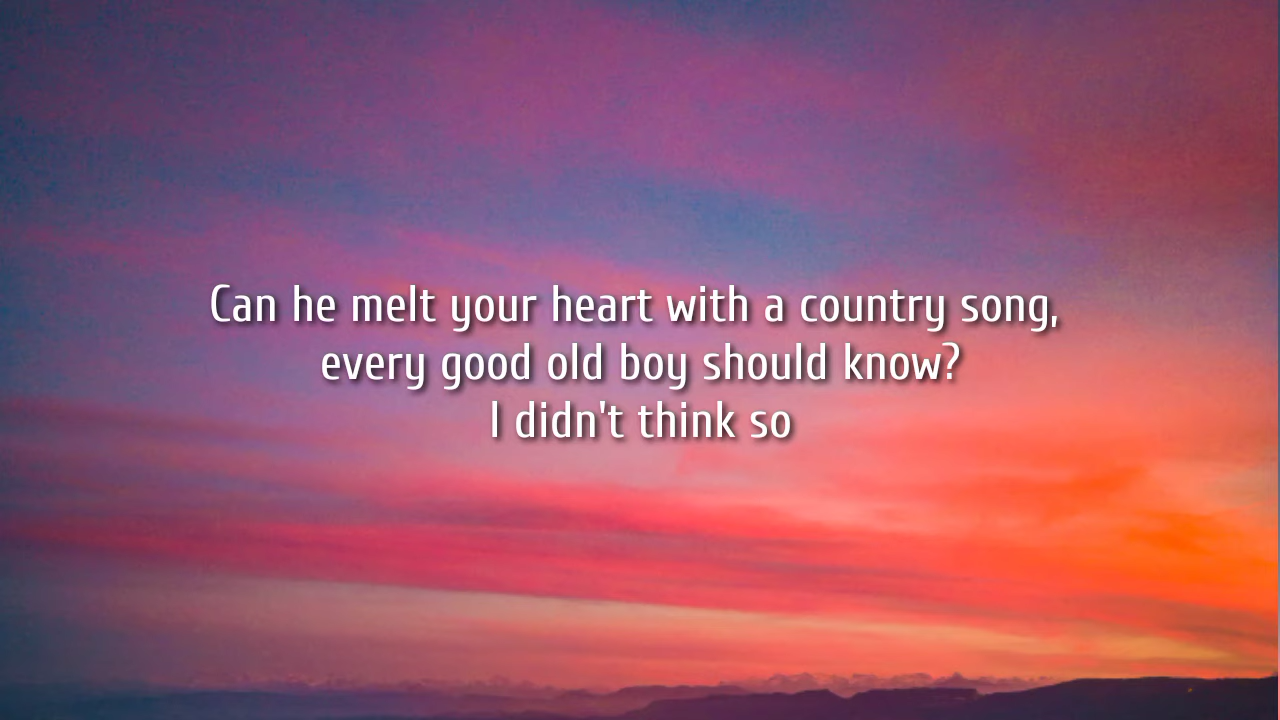 Can he melt your heart with a country song,
every good old boy should know?
I didn't think so